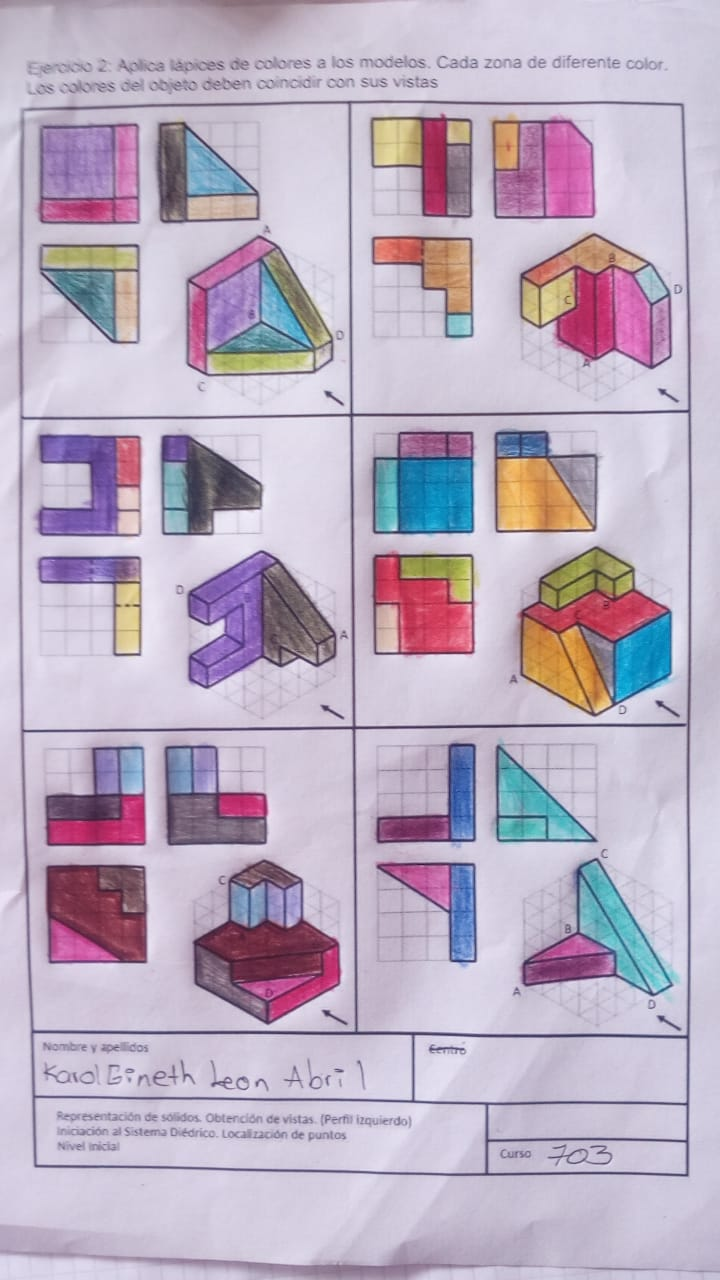 Ejercicio 2: Aplica lápices de colores a los modelos. Cada zona de diferente color.
Los colores del objeto deben coincidir con sus vistas
A
B
C
D
B
D
C
A
D
B
C
A
C
B
A
D
C
D
C
B
A
D
Nombre y apellidos
Centro
Karol Gineth Leon Abril
Representación de sólidos. Obtención de vistas. (Perfil izquierdo)
Iniciación al Sistema Diédrico. Localización de puntos
Nivel inicial
Curso 703